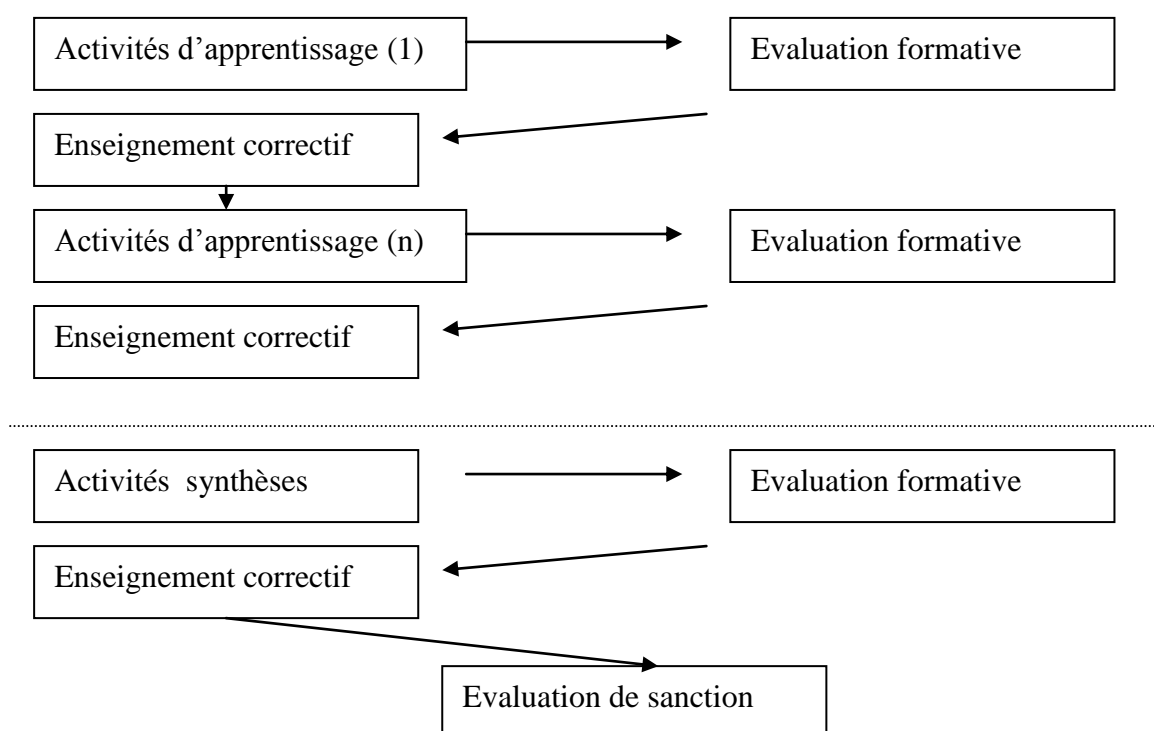 Activités d’apprentissage (1)
Evaluation formative
Enseignement correctif
Activités d’apprentissage (n)
Evaluation formative
Enseignement correctif
Activités synthèses
Evaluation formative
Enseignement correctif
Evaluation de sanction